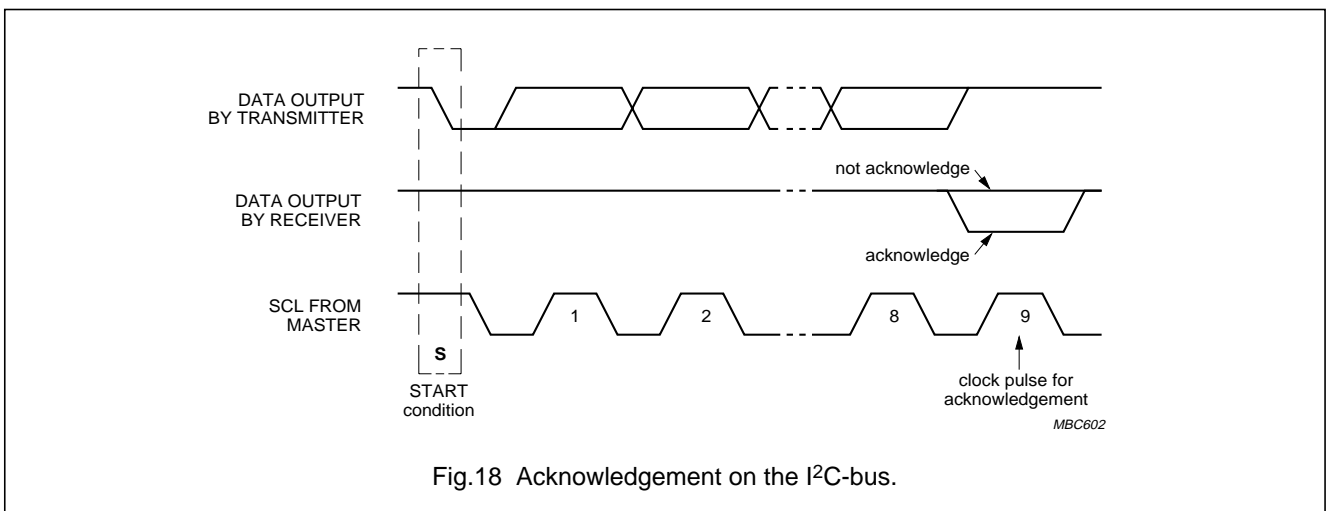 DATA OUTPUT
BY TRANSMITTER
not acknowledge
DATA OUTPUT
BY RECEIVER
acknowledge
SCL FROM
MASTER
1
2
8
9
S
START
condition
clock pulse for
acknowledgement
MBC602
Fig.18 Acknowledgement on the I²C-bus.